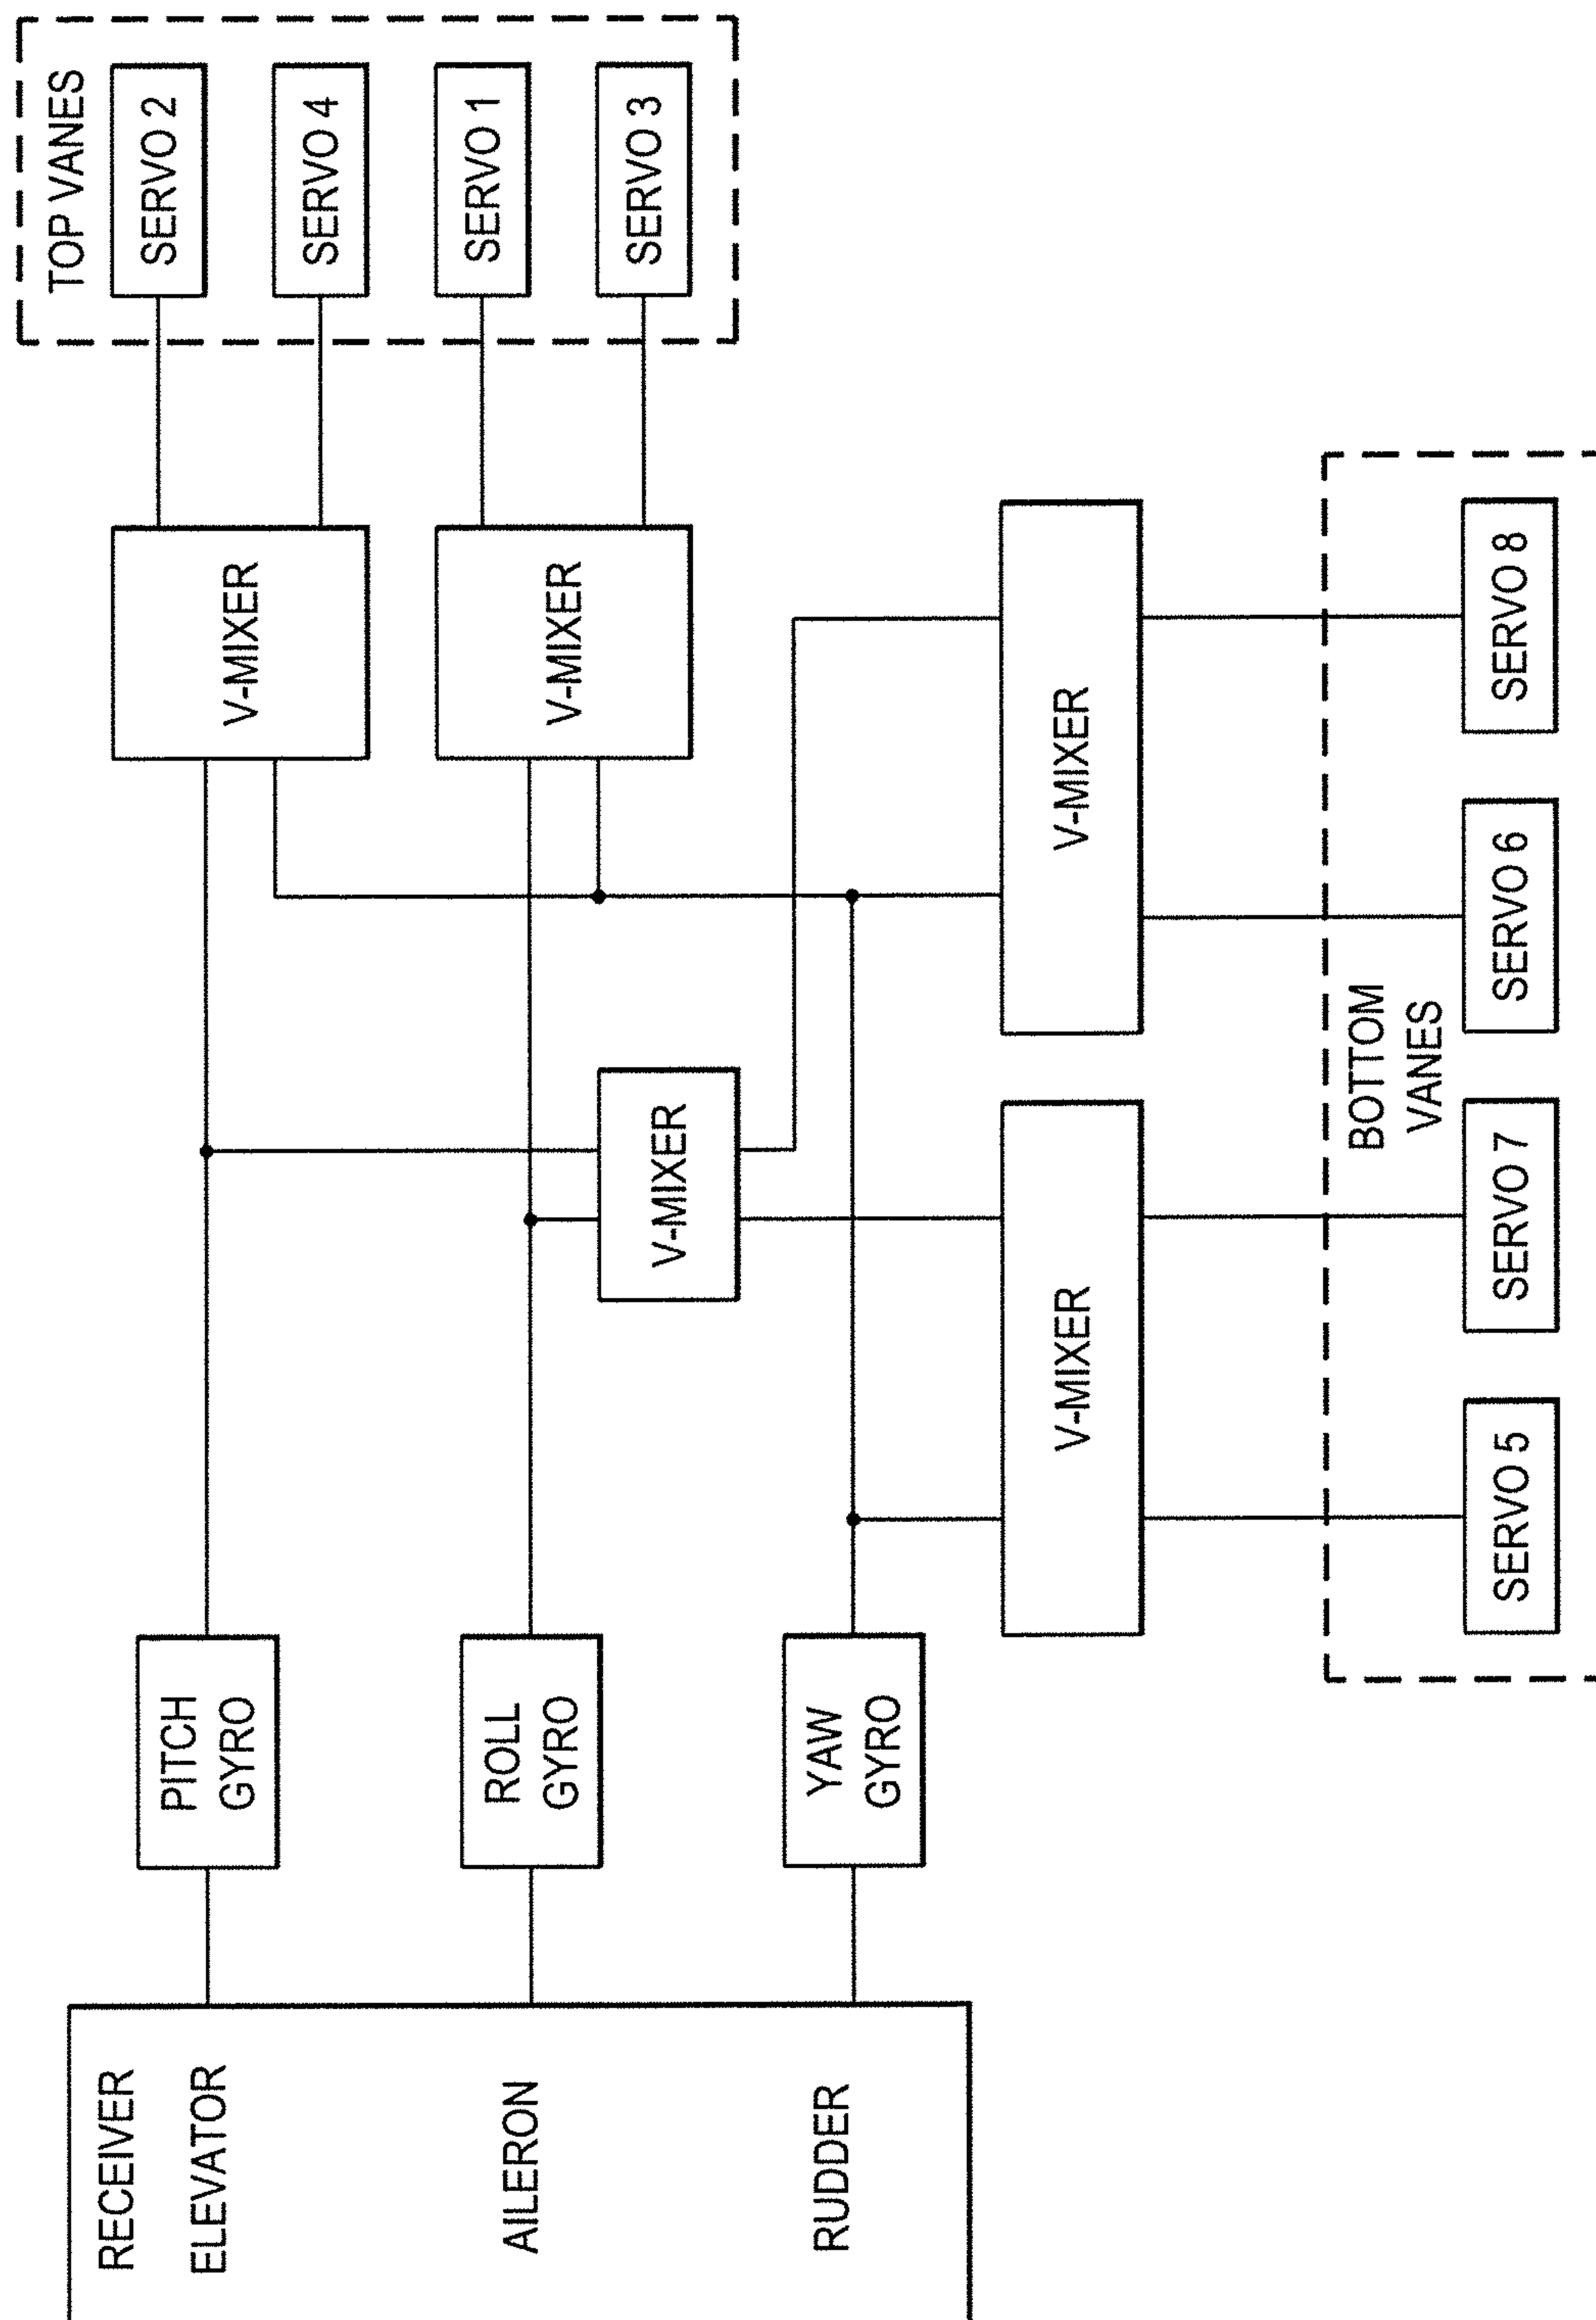 RECEIVER
ELEVATOR
AILERON
RUDDER
PITCH
GYRO
ROLL
GYRO
YAW
GYRO
V-MIXER
V-MIXER
V-MIXER
V-MIXER
V-MIXER
TOP VANES
SERVO 2
SERVO 4
SERVO 1
SERVO 3
BOTTOM
VANES
SERVO 5
SERVO 7
SERVO 6
SERVO 8